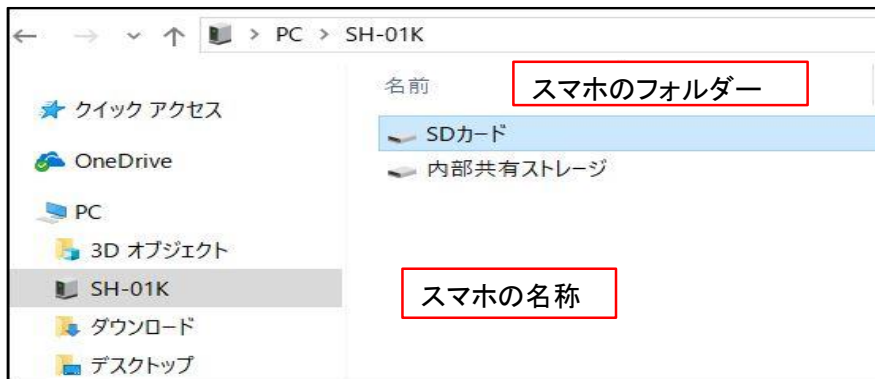 PC > SH-01K
名前
スマホのフォルダー
クイック アクセス
SDカード
OneDrive
内部共有ストレージ
PC
3D オブジェクト
SH-01K
スマホの名称
ダウンロード
デスクトップ